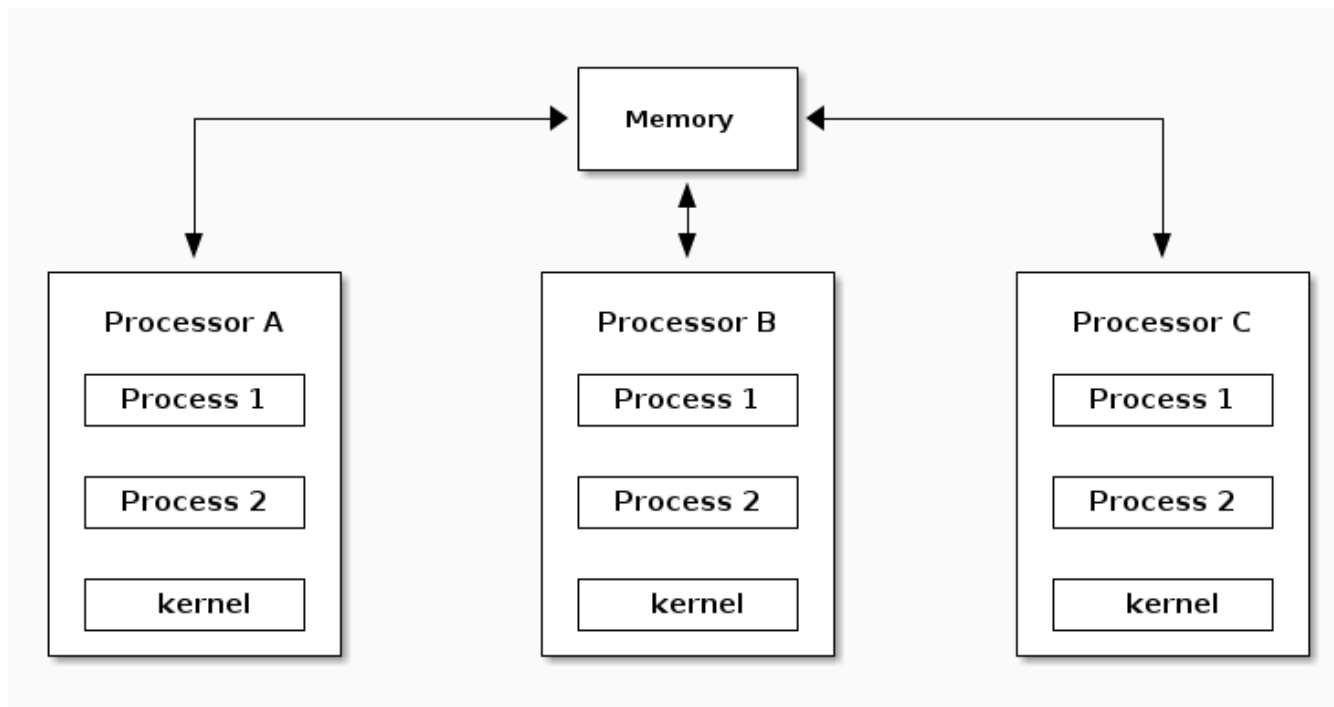 Memory
Processor A
Process 1
Process 2
kernel
Processor B
Process 1
Process 2
kernel
Processor C
Process 1
Process 2
kernel